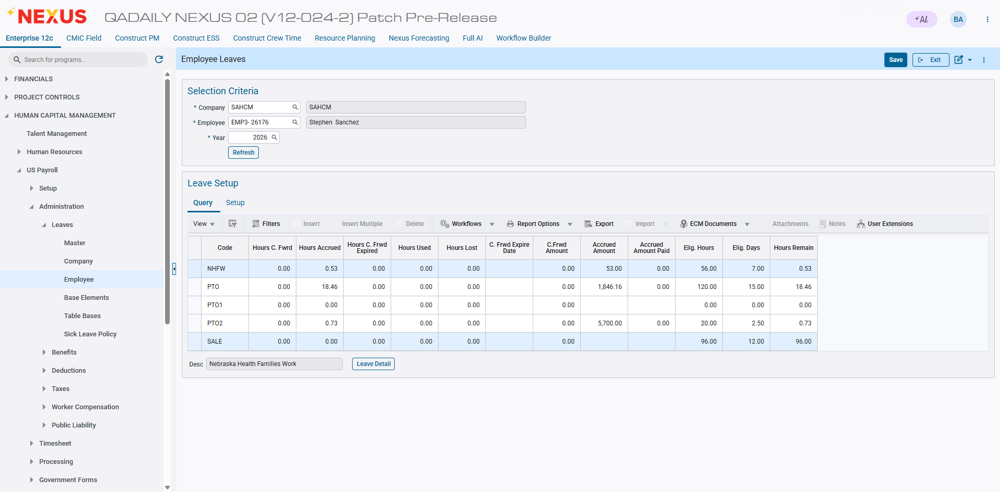 NEXUS QADAILY NEXUS 02 (V12-024-2) Patch Pre-Release AI BA
Enterprise 12c CMiC Field Construct PM Construct ESS Construct Crew Time Resource Planning Nexus Forecasting Full AI Workflow Builder
Search for programs...
FINANCIALS
PROJECT CONTROLS
HUMAN CAPITAL MANAGEMENT
Talent Management
Human Resources
US Payroll
Setup
Administration
Leaves
Master
Company
Employee
Base Elements
Table Bases
Sick Leave Policy
Benefits
Deductions
Taxes
Worker Compensation
Public Liability
Timesheet
Processing
Government Forms
Employee Leaves Save Exit
Selection Criteria
* Company SAHCM SAHCM
* Employee EMP3- 26176 Stephen Sanchez
* Year 2026
Refresh
Leave Setup
Query Setup
View Filters Insert Insert Multiple Delete Workflows Report Options Export Import ECM Documents Attachments Notes User Extensions
Code Hours C. Fwrd Hours Accrued Hours C. Frwd Expired Hours Used Hours Lost C. Frwd Expire Date C.Frwd Amount Accrued Amount Accrued Amount Paid Elig. Hours Elig. Days Hours Remain
NHFW 0.00 0.53 0.00 0.00 0.00 0.00 53.00 0.00 56.00 7.00 0.53
PTO 0.00 18.46 0.00 0.00 0.00 0.00 1,846.16 0.00 120.00 15.00 18.46
PTO1 0.00 0.00 0.00 0.00 0.00 0.00 0.00 0.00 0.00
PTO2 0.00 0.73 0.00 0.00 0.00 0.00 5,700.00 0.00 20.00 2.50 0.73
SALE 0.00 0.00 0.00 0.00 0.00 0.00 96.00 12.00 96.00
Desc Nebraska Health Families Work Leave Detail